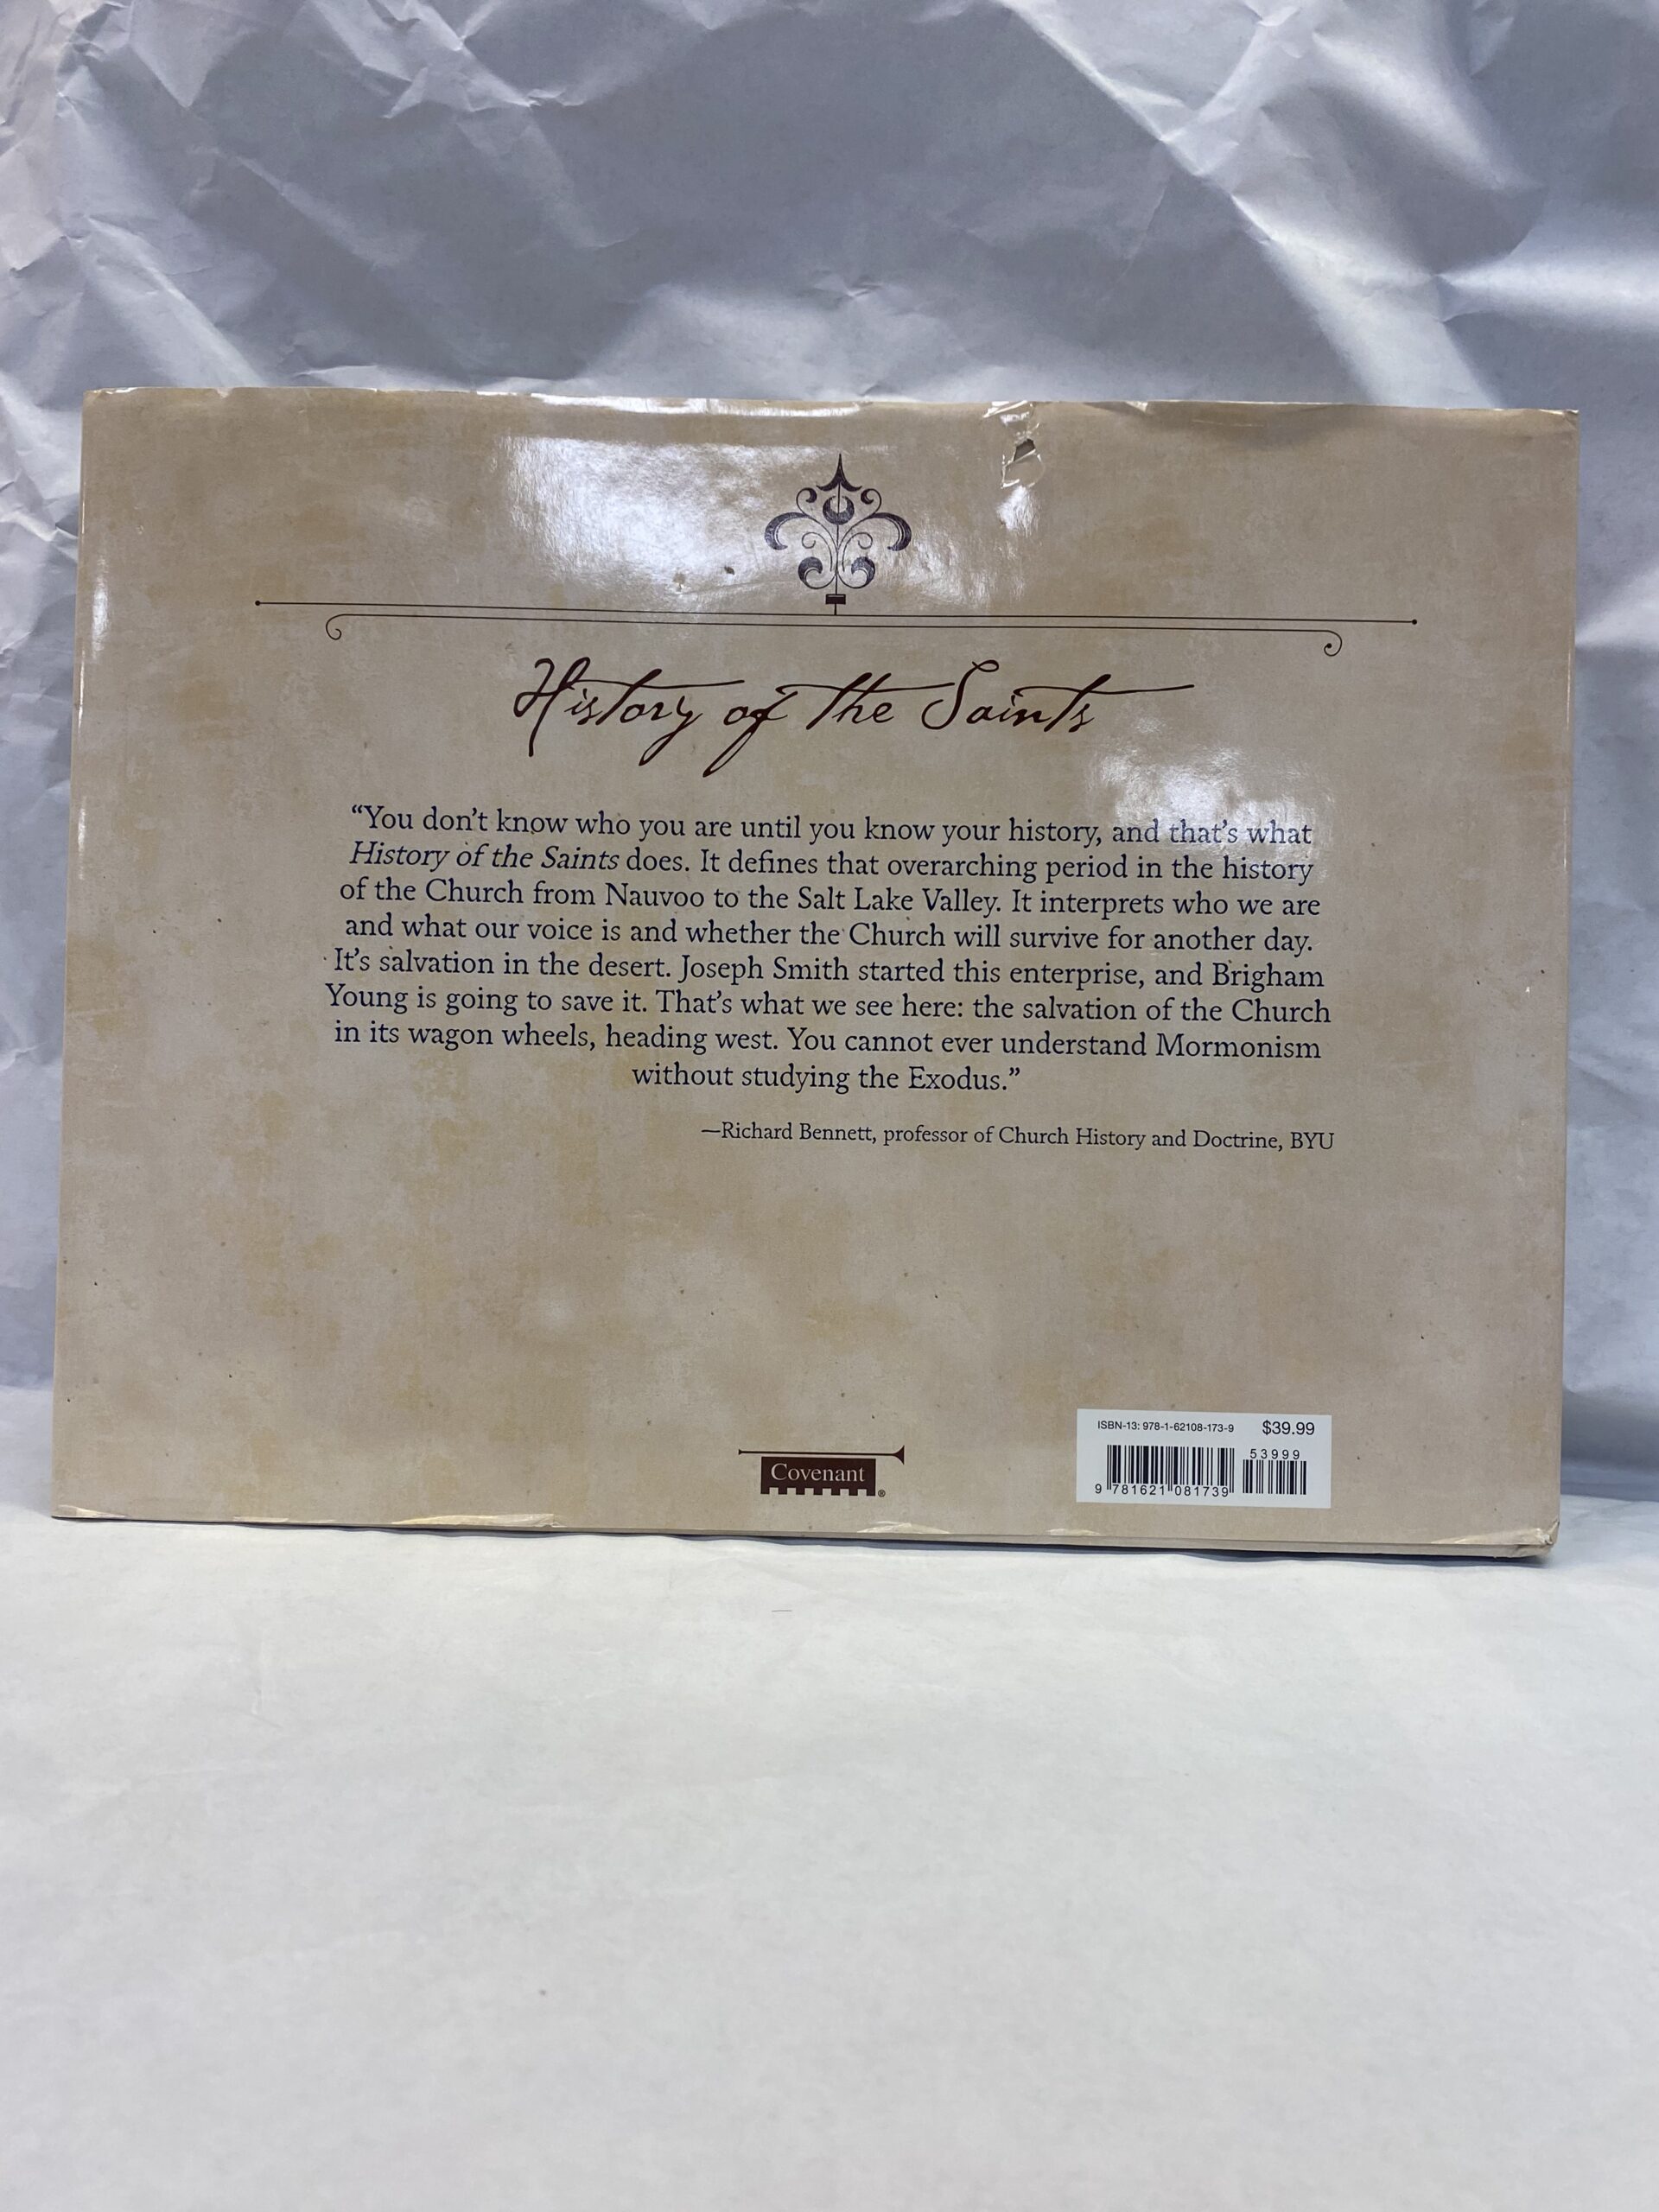 History of the Saints
“You don’t know who you are until you know your history, and that’s what
History of the Saints does. It defines that overarching period in the history
of the Church from Nauvoo to the Salt Lake Valley. It interprets who we are
and what our voice is and whether the Church will survive for another day.
It’s salvation in the desert. Joseph Smith started this enterprise, and Brigham
Young is going to save it. That’s what we see here: the salvation of the Church
in its wagon wheels, heading west. You cannot ever understand Mormonism
without studying the Exodus.”
—Richard Bennett, professor of Church History and Doctrine, BYU
Covenant®
ISBN-13: 978-1-62108-173-9 $39.99
53999
9 781621 081739